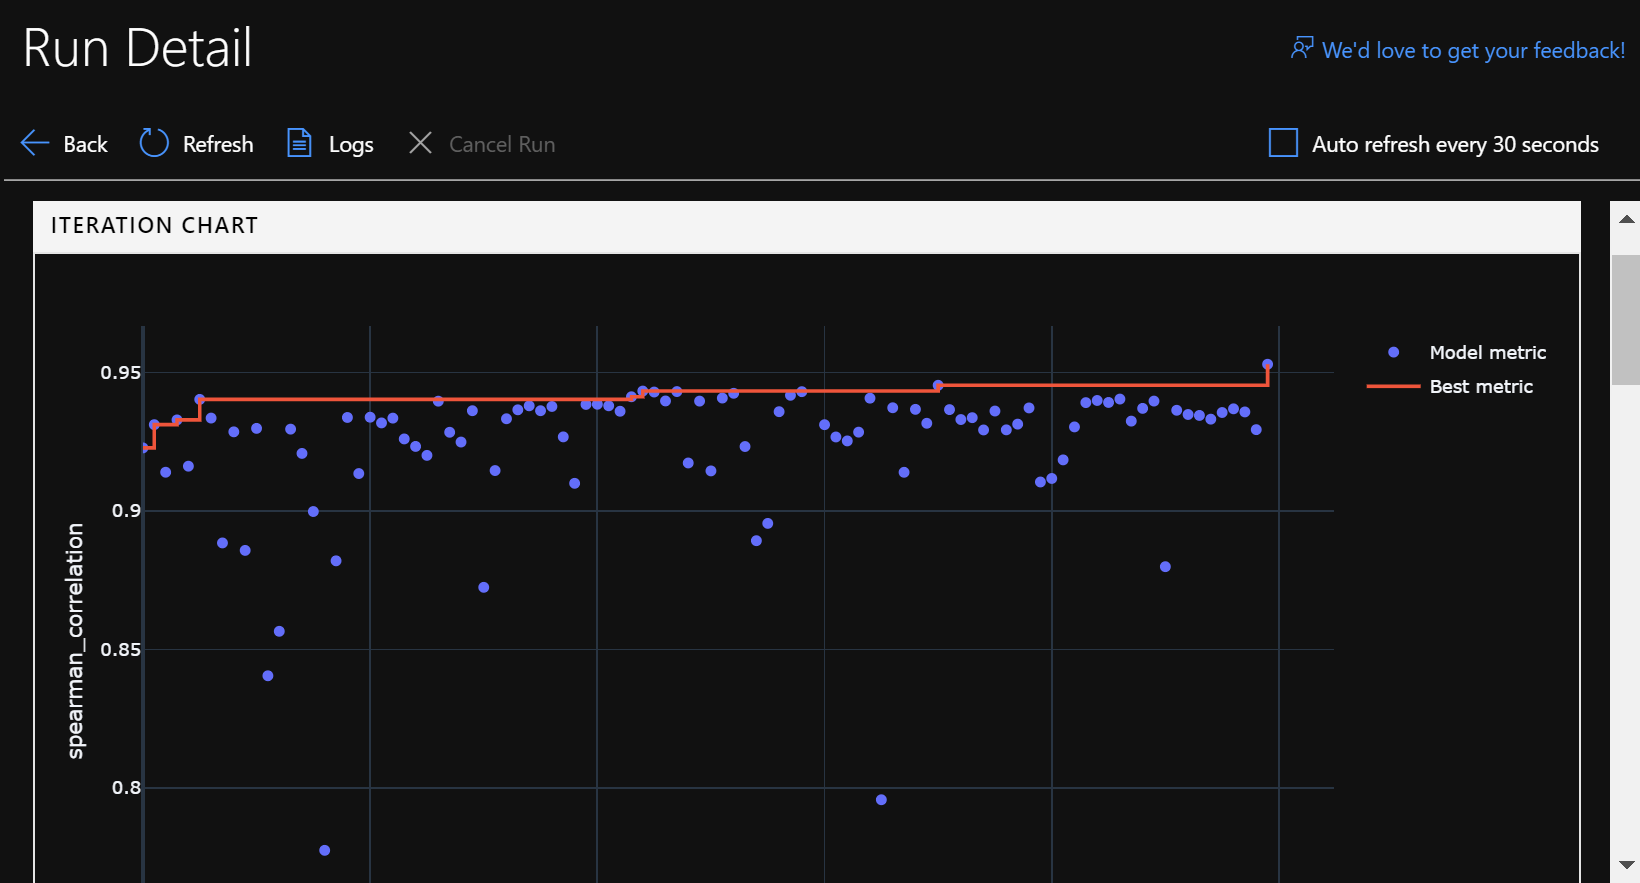 Run Detail
We'd love to get your feedback!
Back
Refresh
Logs
Cancel Run
Auto refresh every 30 seconds
ITERATION CHART
Model metric
Best metric
0.95
0.9
0.85
0.8
spearman_correlation